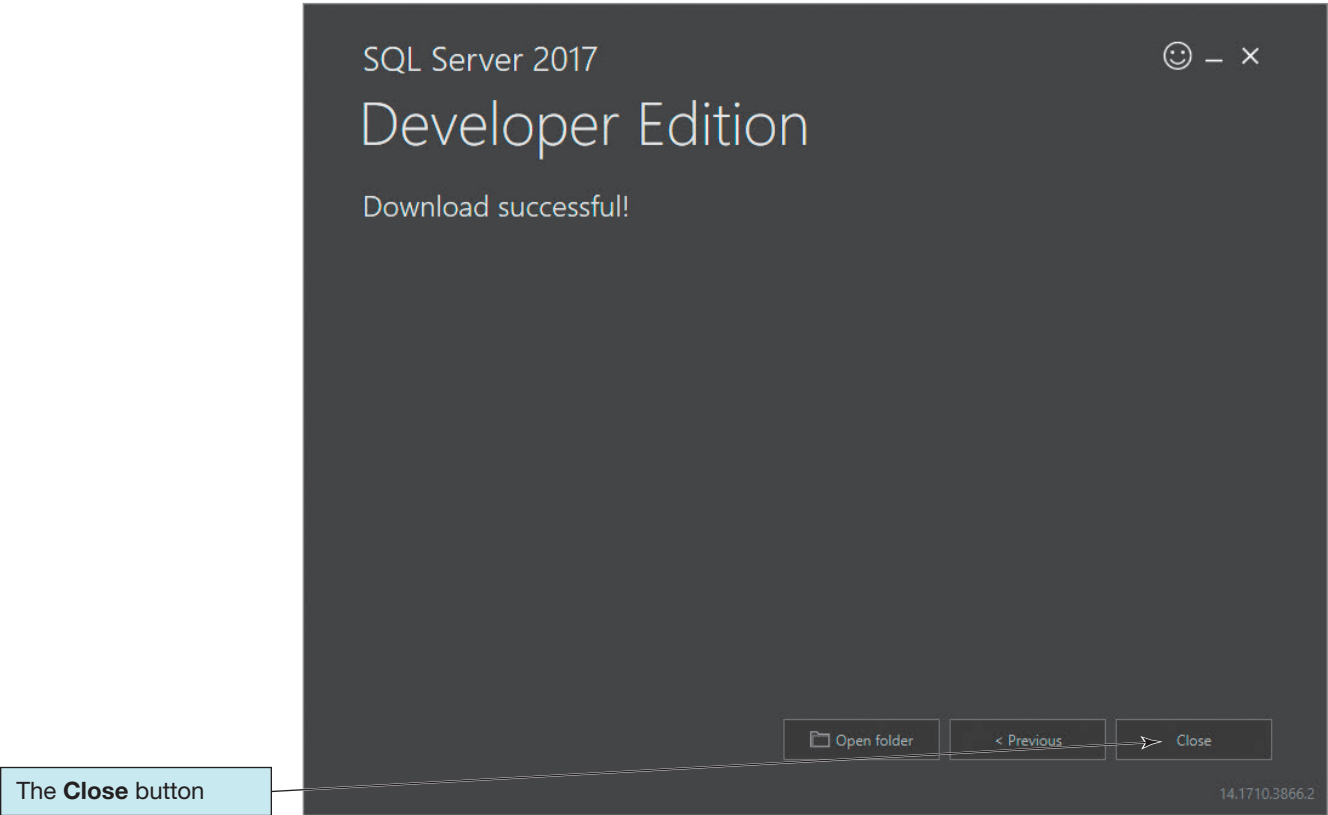 SQL Server 2017
Developer Edition
Download successful!
Open folder
< Previous
Close
The Close button
14.1710.3866.2